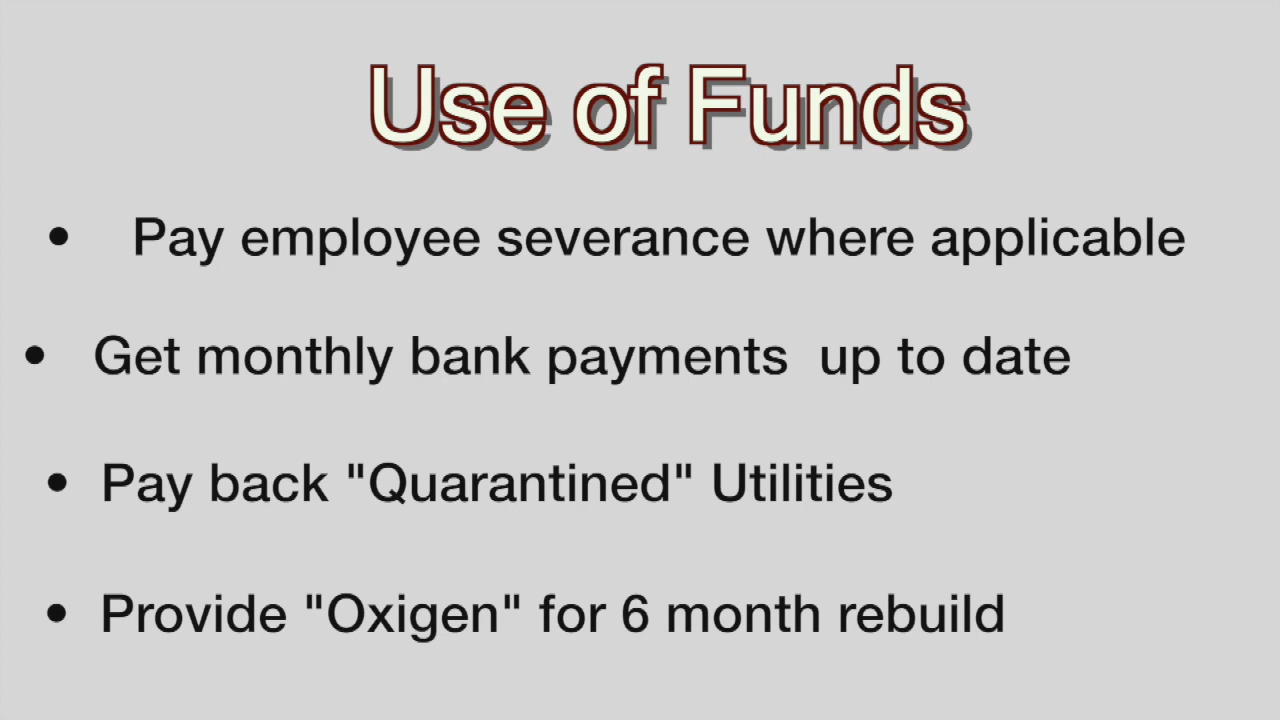 Use of Funds
• Pay employee severance where applicable
• Get monthly bank payments  up to date
• Pay back "Quarantined" Utilities
• Provide "Oxigen" for 6 month rebuild